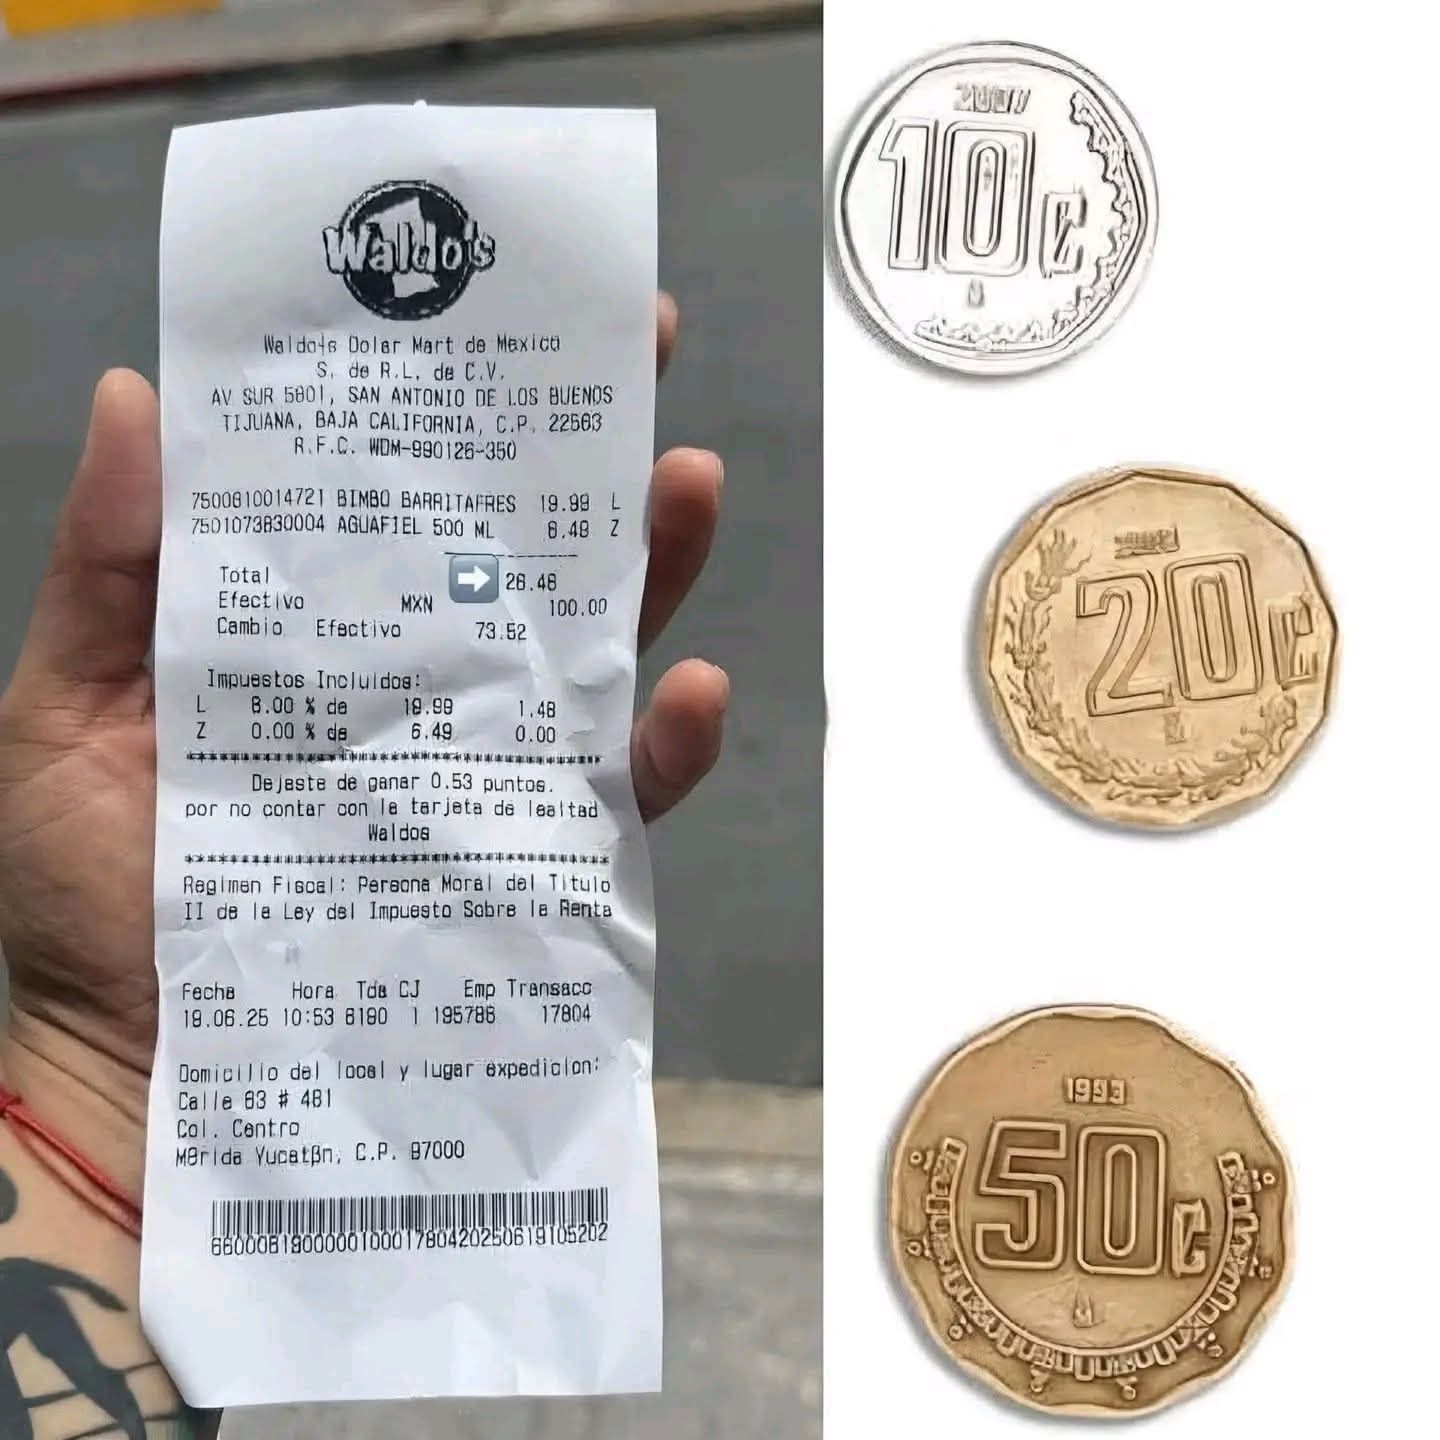 Waldo's
Waldo's Dolar Mart de Mexico
S. de R.L. de C.V.
AV SUR 5801, SAN ANTONIO DE LOS BUENOS
TIJUANA, BAJA CALIFORNIA, C.P. 22563
R.F.C. WDM-990126-350
7500810014721 BIMBO BARRITAFRES 19.99 L
7501073830004 AGUAFIEL 500 ML 6.49 Z
Total 26.48
Efectivo MXN 100.00
Cambio Efectivo 73.52
Impuestos Incluidos:
L 8.00 % de 19.99 1.48
Z 0.00 % de 6.49 0.00
Dejaste de ganar 0.53 puntos.
por no contar con la tarjeta de lealtad
Waldos
Regimen Fiscal: Persona Moral del Titulo
II de la Ley del Impuesto Sobre la Renta
Fecha Hora Tda CJ Emp Transacc
19.06.25 10:53 6190 1 195786 17804
Domicilio del local y lugar expedicion:
Calle 63 # 481
Col. Centro
Mérida Yucatán, C.P. 97000
10¢
20¢
1993
50¢